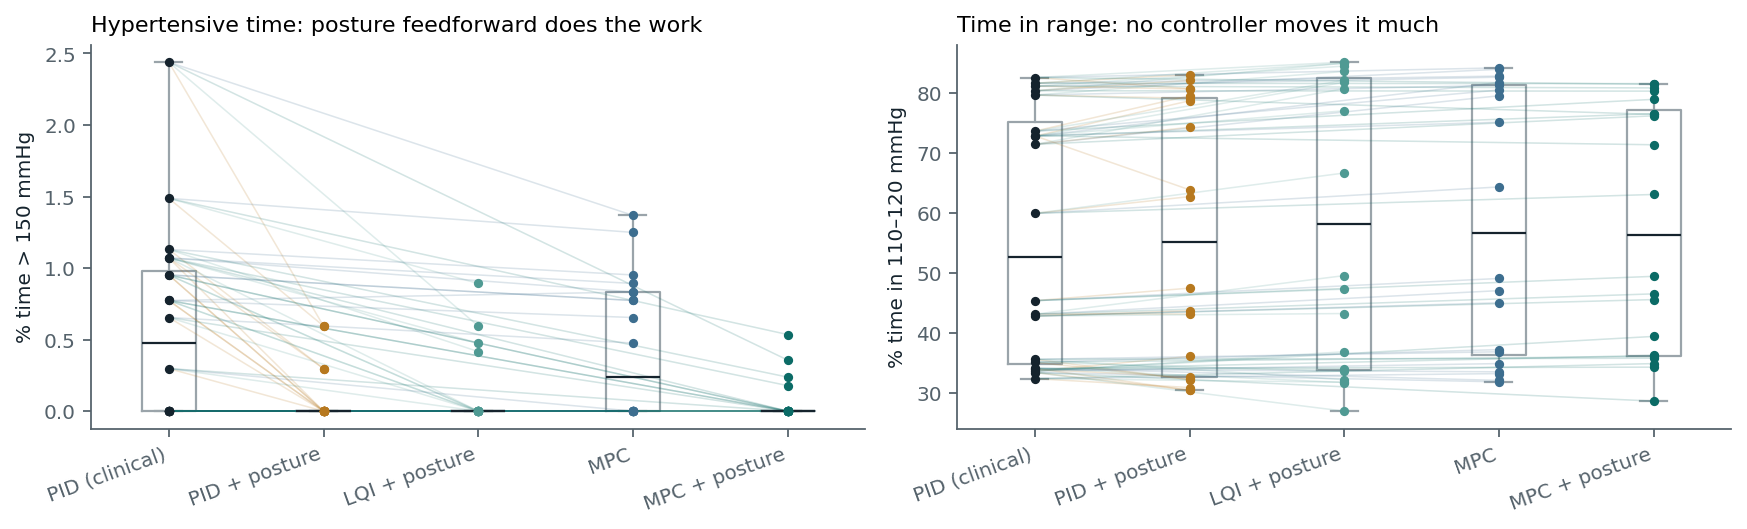 Hypertensive time: posture feedforward does the work
% time > 150 mmHg
2.5
2.0
1.5
1.0
0.5
0.0
PID (clinical)
PID + posture
LQI + posture
MPC
MPC + posture
Time in range: no controller moves it much
% time in 110–120 mmHg
80
70
60
50
40
30
PID (clinical)
PID + posture
LQI + posture
MPC
MPC + posture